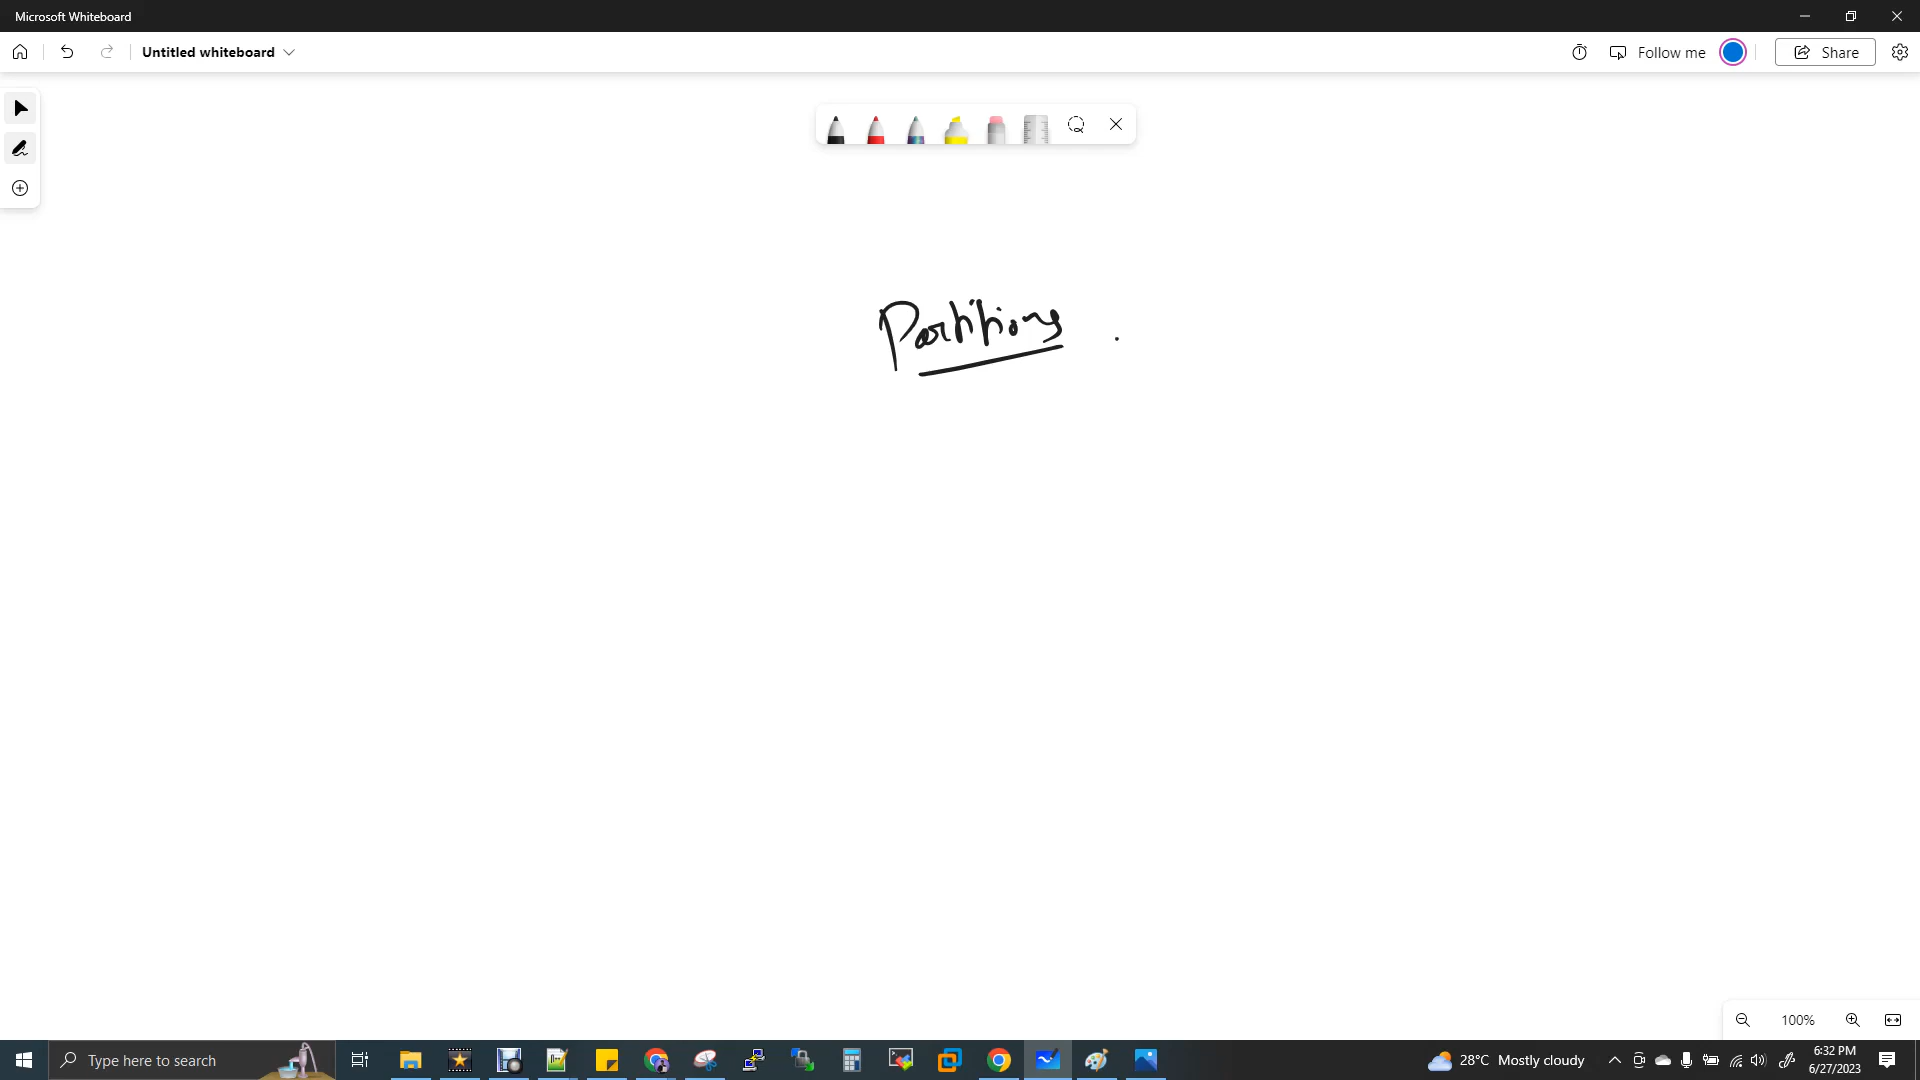 Microsoft Whiteboard
Untitled whiteboard
Follow me
Share
Partitions
100%
Type here to search
28°C Mostly cloudy
6:32 PM
6/27/2023